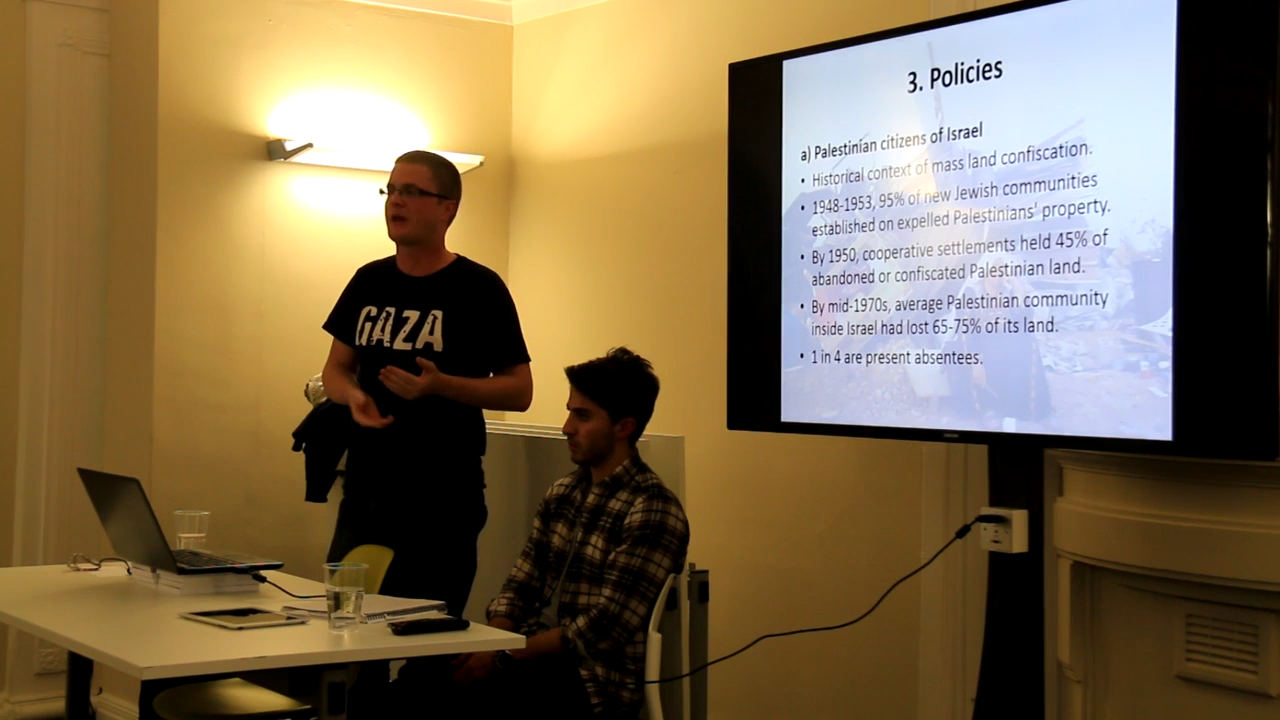 GAZA
3. Policies
a) Palestinian citizens of Israel
• Historical context of mass land confiscation.
• 1948-1953, 95% of new Jewish communities
established on expelled Palestinians' property.
• By 1950, cooperative settlements held 45% of
abandoned or confiscated Palestinian land.
• By mid-1970s, average Palestinian community
inside Israel had lost 65-75% of its land.
• 1 in 4 are present absentees.